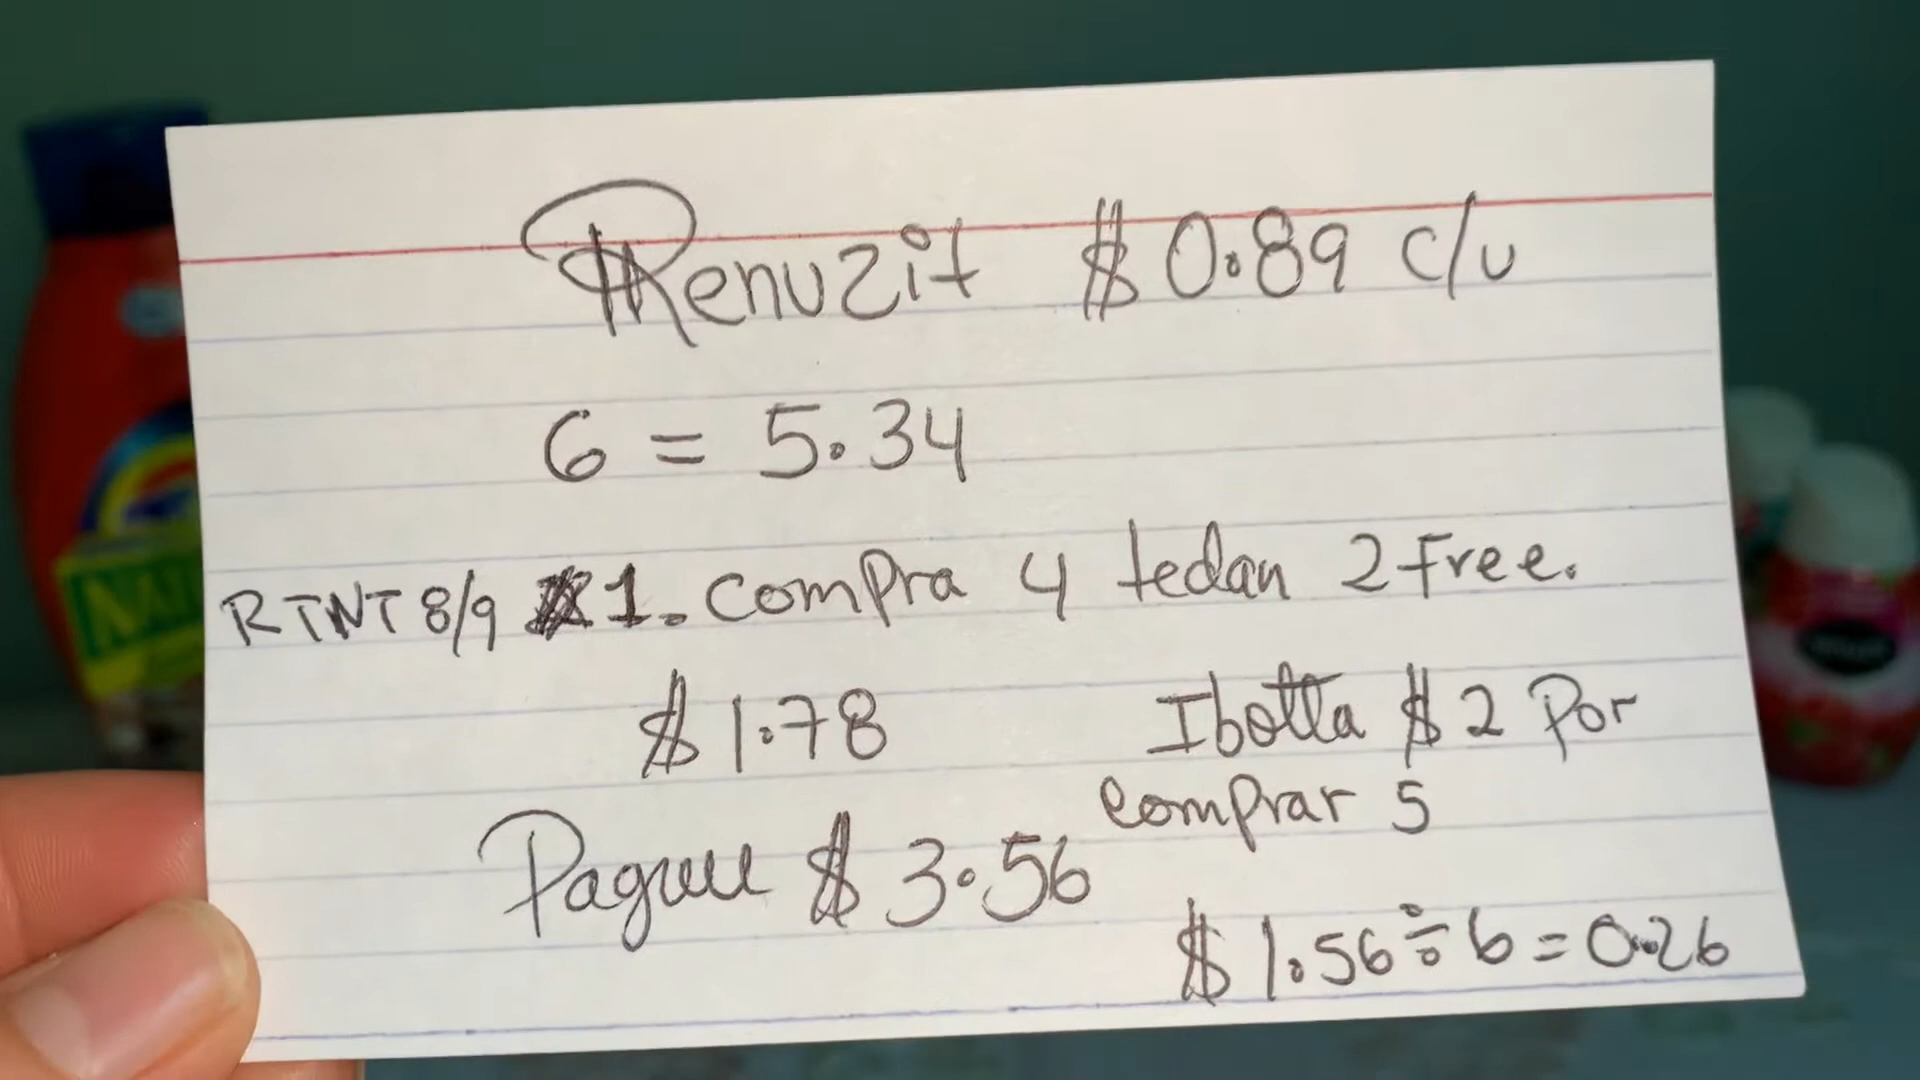 Renuzit $0.89 c/u
6 = 5.34
RTNT 8/9 1. compra 4 tedan 2 Free.
$1.78 Ibotta $2 Por
comprar 5
Pague $3.56
$1.56÷6=0.26